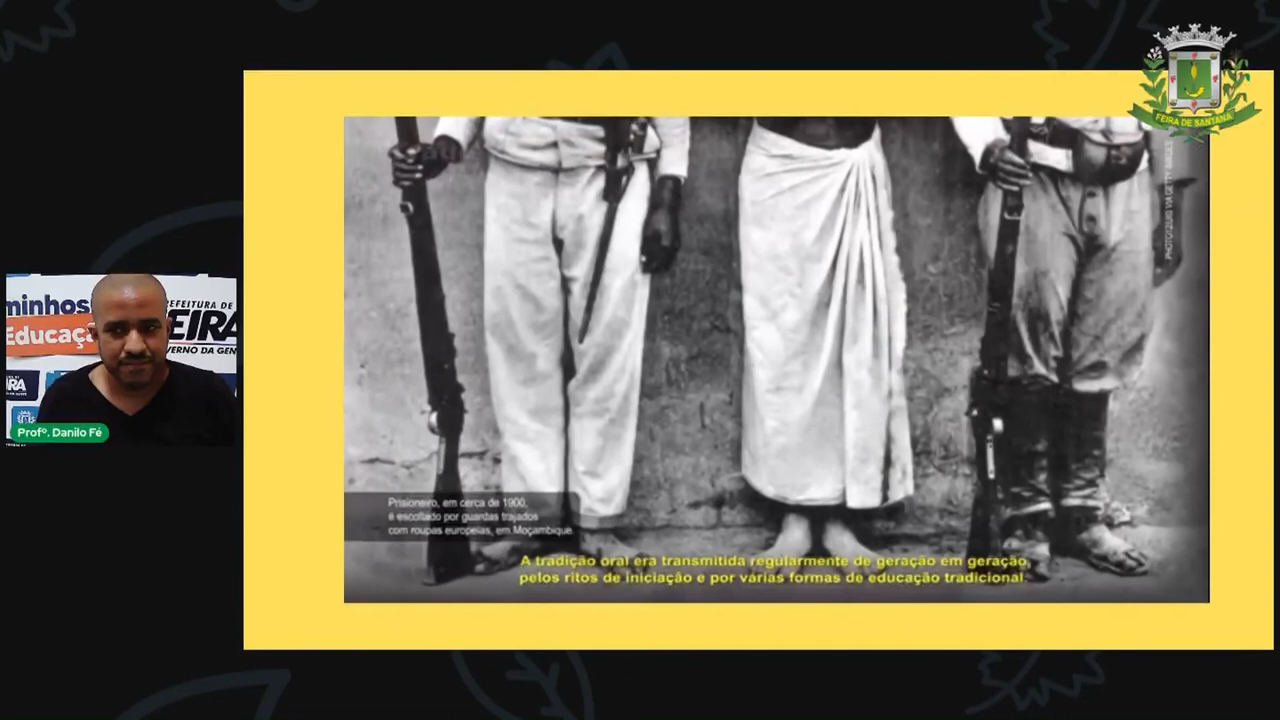 FEIRA DE SANTANA
minhos
Educaç
REFEITURA DE
EIRA
VERNO DA GEN
Profº. Danilo Fé
Prisioneiro, em cerca de 1900,
é escoltado por guardas trajados
com roupas europeias, em Moçambique.
A tradição oral era transmitida regularmente de geração em geração,
pelos ritos de iniciação e por várias formas de educação tradicional.